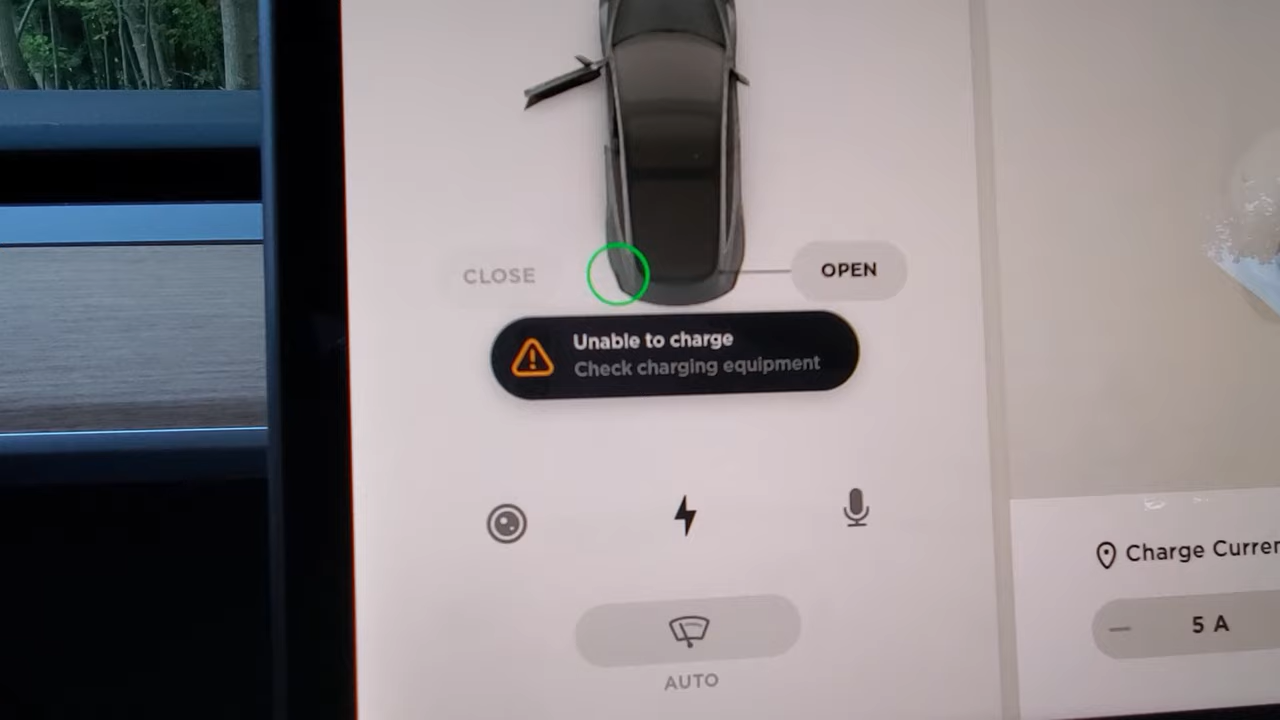 CLOSE
OPEN
Unable to charge
Check charging equipment
Charge Curren
5 A
AUTO